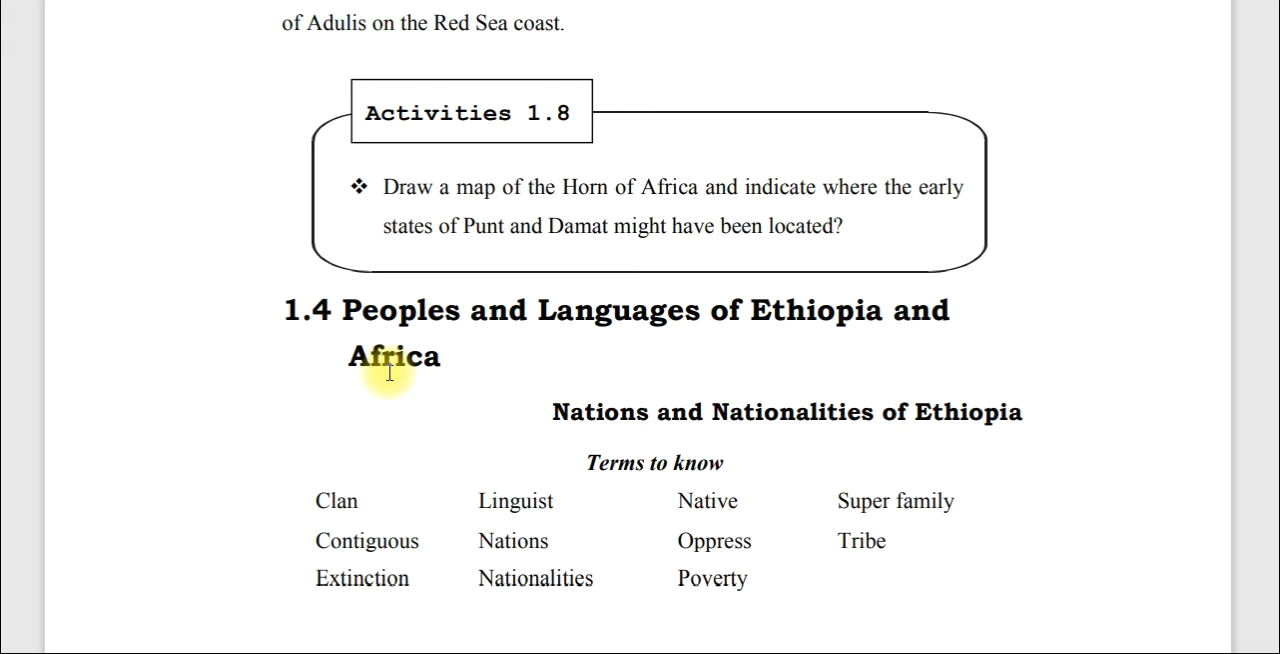 of Adulis on the Red Sea coast.
Activities 1.8
❖ Draw a map of the Horn of Africa and indicate where the early
states of Punt and Damat might have been located?
1.4 Peoples and Languages of Ethiopia and
Africa
Nations and Nationalities of Ethiopia
Terms to know
Clan Linguist Native Super family
Contiguous Nations Oppress Tribe
Extinction Nationalities Poverty